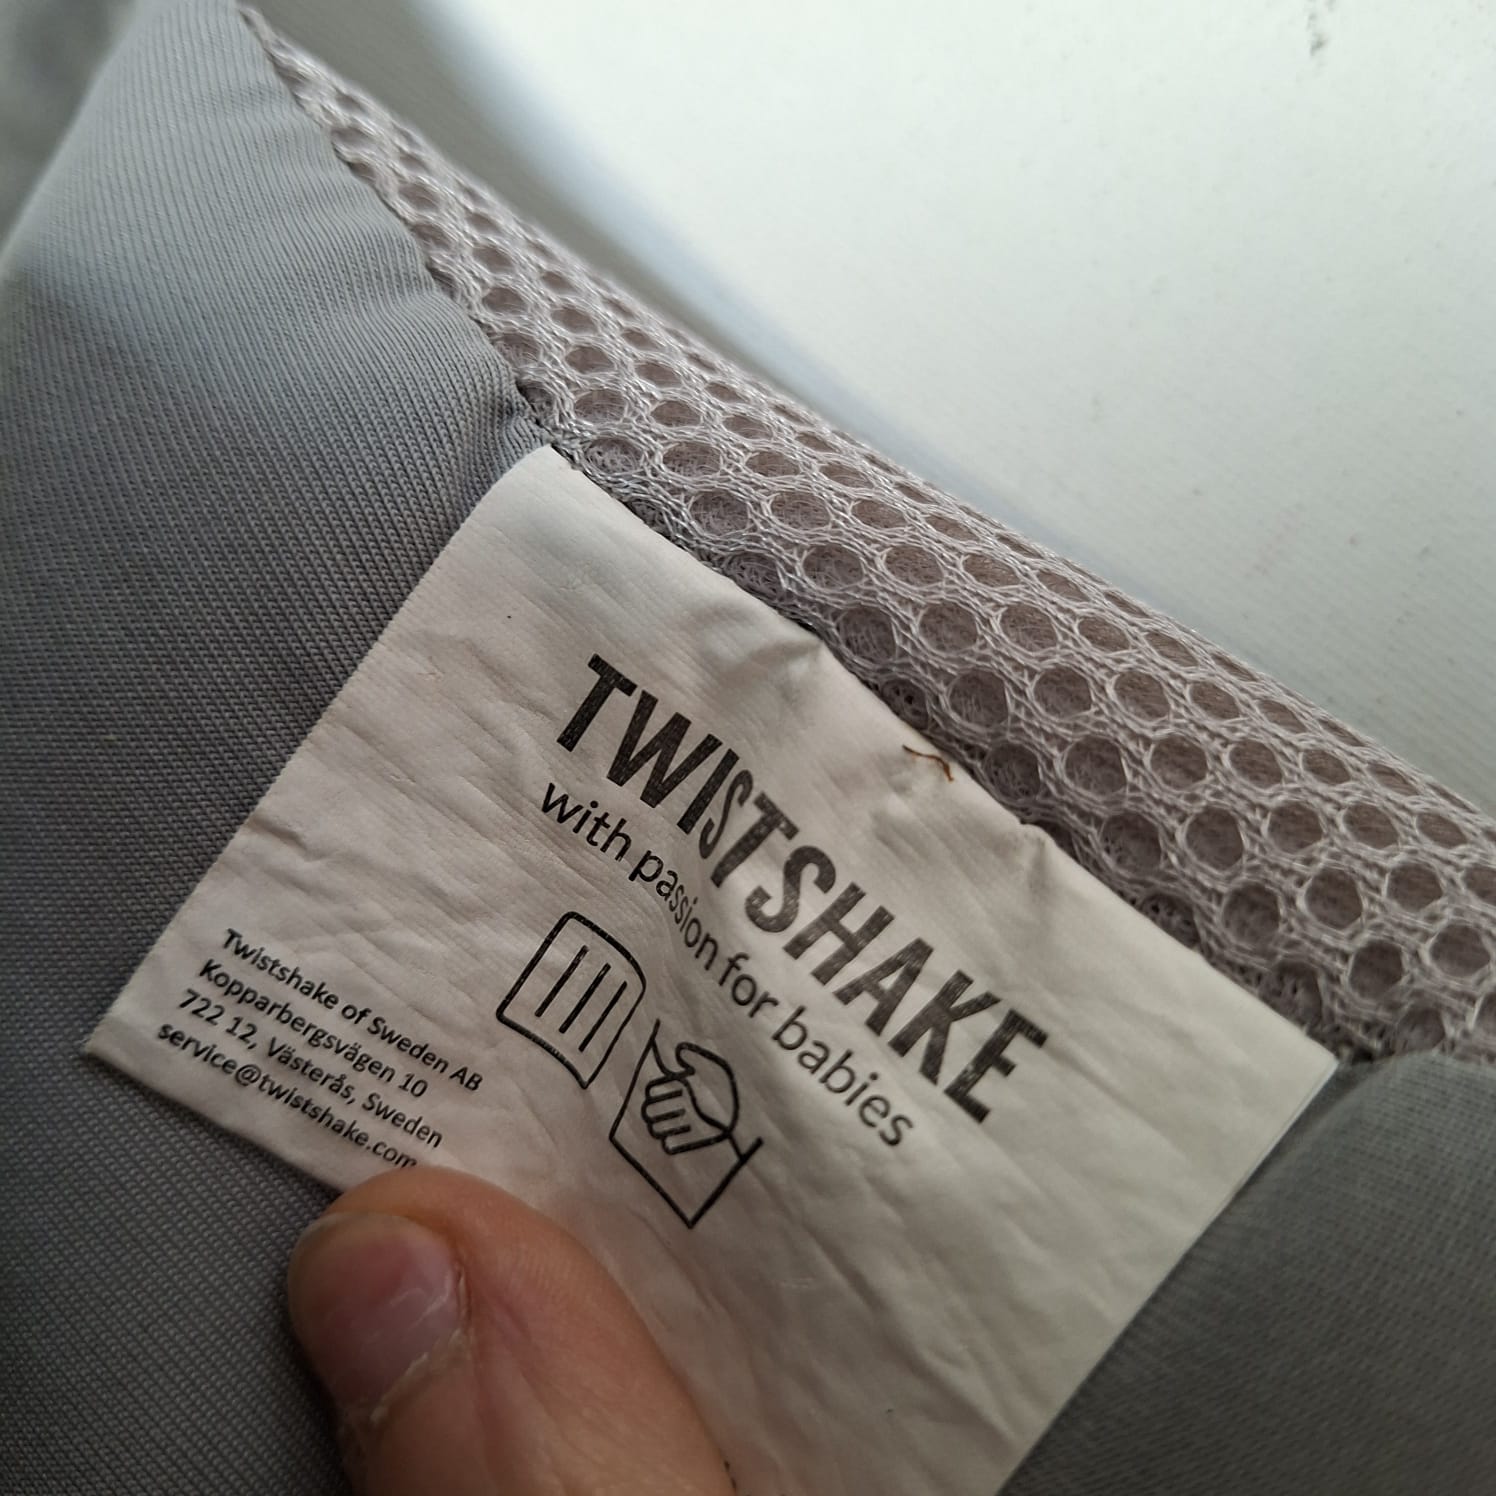 TWISTSHAKE
with passion for babies
Twistshake of Sweden AB
Kopparbergsvägen 10
722 12, Västerås, Sweden
service@twistshake.com